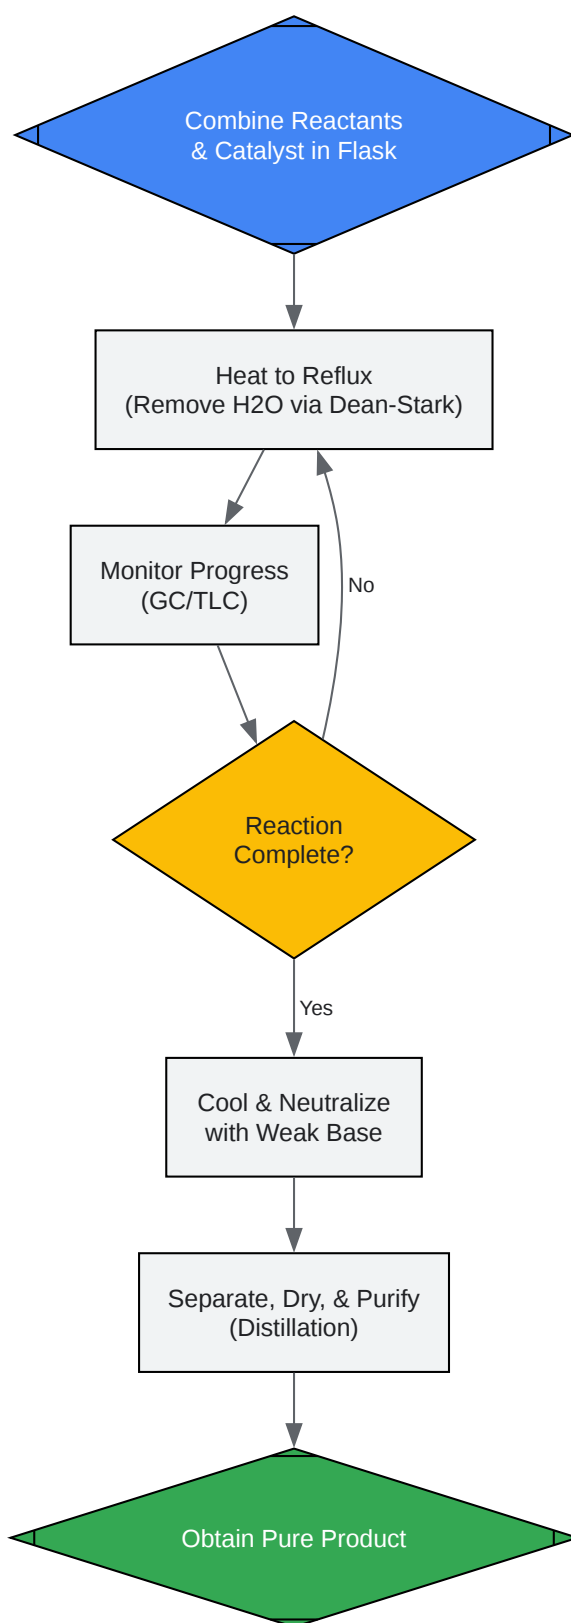 Combine Reactants
& Catalyst in Flask
Heat to Reflux
(Remove H2O via Dean-Stark)
Monitor Progress
(GC/TLC)
No
Reaction
Complete?
Yes
Cool & Neutralize
with Weak Base
Separate, Dry, & Purify
(Distillation)
Obtain Pure Product